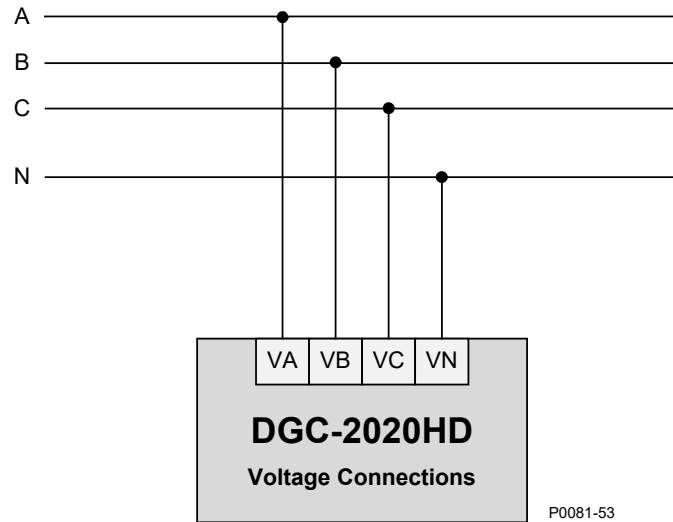 A
B
C
N
VA VB VC VN
DGC-2020HD
Voltage Connections
P0081-53